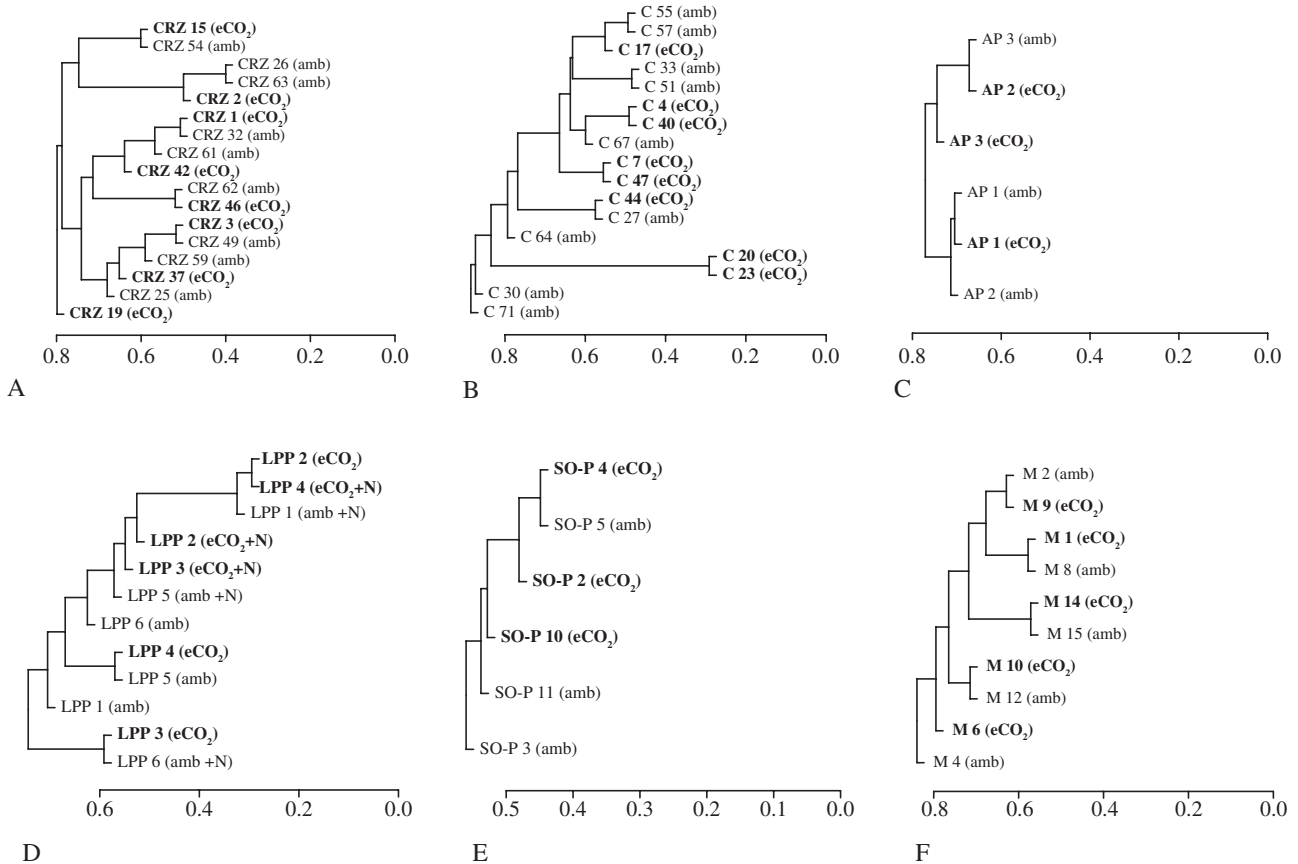 CRZ 15 (eCO₂)
CRZ 54 (amb)
CRZ 26 (amb)
CRZ 63 (amb)
CRZ 2 (eCO₂)
CRZ 1 (eCO₂)
CRZ 32 (amb)
CRZ 61 (amb)
CRZ 42 (eCO₂)
CRZ 62 (amb)
CRZ 46 (eCO₂)
CRZ 3 (eCO₂)
CRZ 49 (amb)
CRZ 59 (amb)
CRZ 37 (eCO₂)
CRZ 25 (amb)
CRZ 19 (eCO₂)
0.8 0.6 0.4 0.2 0.0
A
C 55 (amb)
C 57 (amb)
C 17 (eCO₂)
C 33 (amb)
C 51 (amb)
C 4 (eCO₂)
C 40 (eCO₂)
C 67 (amb)
C 7 (eCO₂)
C 47 (eCO₂)
C 44 (eCO₂)
C 27 (amb)
C 64 (amb)
C 20 (eCO₂)
C 23 (eCO₂)
C 30 (amb)
C 71 (amb)
0.8 0.6 0.4 0.2 0.0
B
AP 3 (amb)
AP 2 (eCO₂)
AP 3 (eCO₂)
AP 1 (amb)
AP 1 (eCO₂)
AP 2 (amb)
0.8 0.6 0.4 0.2 0.0
C
LPP 2 (eCO₂)
LPP 4 (eCO₂+N)
LPP 1 (amb +N)
LPP 2 (eCO₂+N)
LPP 3 (eCO₂+N)
LPP 5 (amb +N)
LPP 6 (amb)
LPP 4 (eCO₂)
LPP 5 (amb)
LPP 1 (amb)
LPP 3 (eCO₂)
LPP 6 (amb +N)
0.6 0.4 0.2 0.0
D
SO-P 4 (eCO₂)
SO-P 5 (amb)
SO-P 2 (eCO₂)
SO-P 10 (eCO₂)
SO-P 11 (amb)
SO-P 3 (amb)
0.5 0.4 0.3 0.2 0.1 0.0
E
M 2 (amb)
M 9 (eCO₂)
M 1 (eCO₂)
M 8 (amb)
M 14 (eCO₂)
M 15 (amb)
M 10 (eCO₂)
M 12 (amb)
M 6 (eCO₂)
M 4 (amb)
0.8 0.6 0.4 0.2 0.0
F